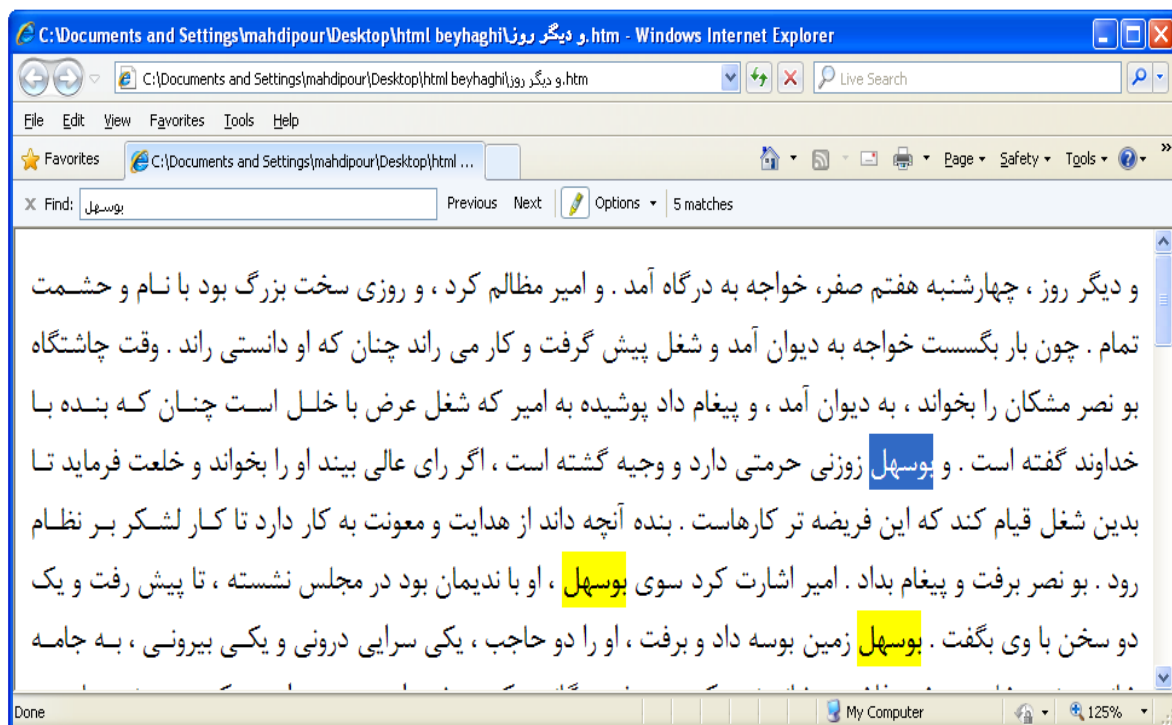 C:\Documents and Settings\mahdipour\Desktop\html beyhaghi\و دیگر روز.htm - Windows Internet Explorer
C:\Documents and Settings\mahdipour\Desktop\html beyhaghi\و دیگر روز.htm
Live Search
File Edit View Favorites Tools Help
Favorites C:\Documents and Settings\mahdipour\Desktop\html ... Page Safety Tools »
X Find: بوسهل Previous Next Options 5 matches
و دیگر روز ، چهارشنبه هفتم صفر، خواجه به درگاه آمد . و امیر مظالم کرد ، و روزی سخت بزرگ بود با نـام و حشـمت
تمام . چون بار بگسست خواجه به دیوان آمد و شغل پیش گرفت و کار می راند چنان که او دانستی راند . وقت چاشتگاه
بو نصر مشکان را بخواند ، به دیوان آمد ، و پیغام داد پوشیده به امیر که شغل عرض با خلـل اسـت چنـان کـه بنـده بـا
خداوند گفته است . و بوسهل زوزنی حرمتی دارد و وجیه گشته است ، اگر رای عالی بیند او را بخواند و خلعت فرماید تـا
بدین شغل قیام کند که این فریضه تر کارهاست . بنده آنچه داند از هدایت و معونت به کار دارد تا کـار لشـکر بـر نظـام
رود . بو نصر برفت و پیغام بداد . امیر اشارت کرد سوی بوسهل ، او با ندیمان بود در مجلس نشسته ، تا پیش رفت و یک
دو سخن با وی بگفت . بوسهل زمین بوسه داد و برفت ، او را دو حاجب ، یکی سرایی درونی و یکـی بیرونـی ، بـه جامـه
Done My Computer 125%